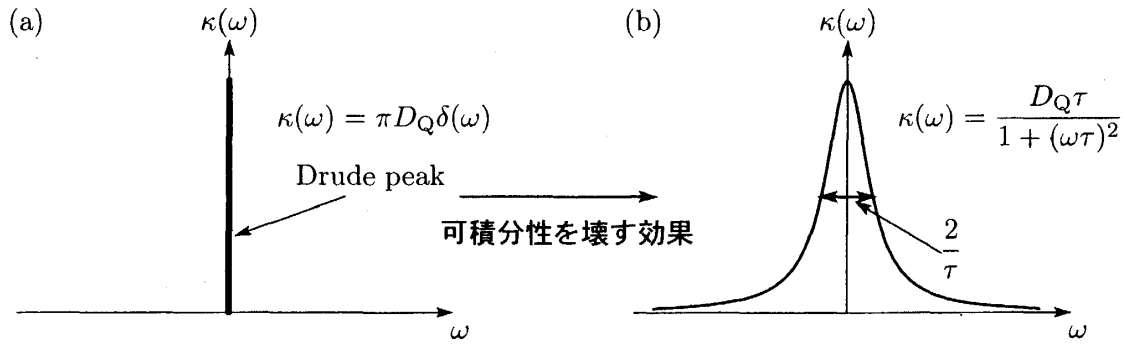 (a)
κ(ω)
κ(ω) = πD_Qδ(ω)
Drude peak
ω
可積分性を壊す効果
(b)
κ(ω)
κ(ω) = D_Qτ / 1 + (ωτ)²
2/τ
ω